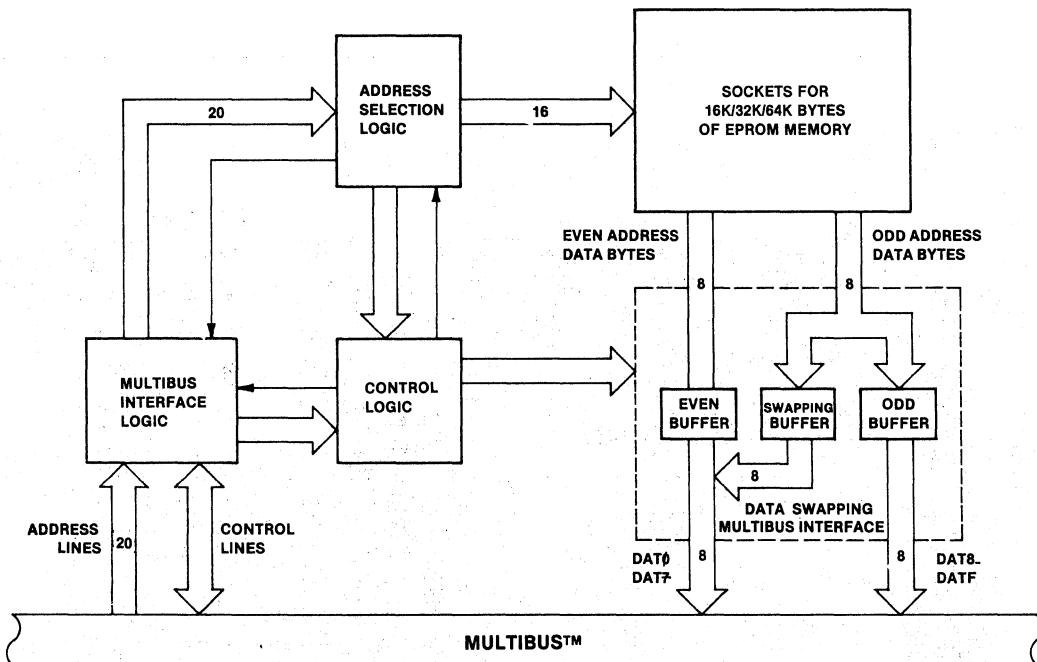 ADDRESS
SELECTION
LOGIC
SOCKETS FOR
16K/32K/64K BYTES
OF EPROM MEMORY
20
16
EVEN ADDRESS
DATA BYTES
ODD ADDRESS
DATA BYTES
8
8
MULTIBUS
INTERFACE
LOGIC
CONTROL
LOGIC
EVEN
BUFFER
SWAPPING
BUFFER
ODD
BUFFER
8
DATA SWAPPING
MULTIBUS INTERFACE
ADDRESS
LINES
20
CONTROL
LINES
DAT0
DAT7
8
8
DAT8-
DATF
MULTIBUS™